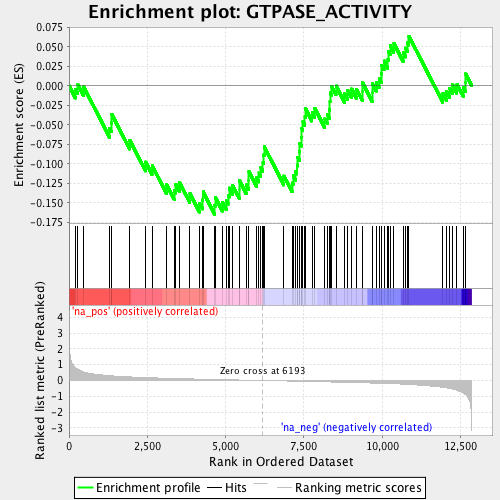 Enrichment plot: GTPASE_ACTIVITY
Enrichment score (ES)
0.075
0.050
0.025
0.000
-0.025
-0.050
-0.075
-0.100
-0.125
-0.150
-0.175
'na_pos' (positively correlated)
Ranked list metric (PreRanked)
4
3
2
1
0
-1
-2
-3
Zero cross at 6193
'na_neg' (negatively correlated)
0
2,500
5,000
7,500
10,000
12,500
Rank in Ordered Dataset
Enrichment profile
Hits
Ranking metric scores